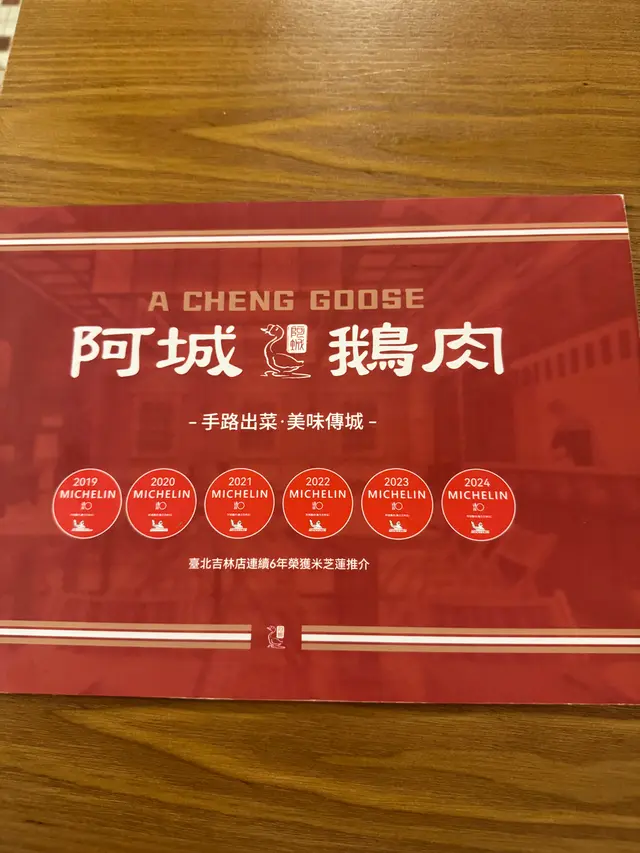 A CHENG GOOSE
阿城 阿城 鵝肉
- 手路出菜·美味傳城 -
2019 2020 2021 2022 2023 2024
MICHELIN MICHELIN MICHELIN MICHELIN MICHELIN MICHELIN
臺北吉林店連續6年榮獲米芝蓮推介